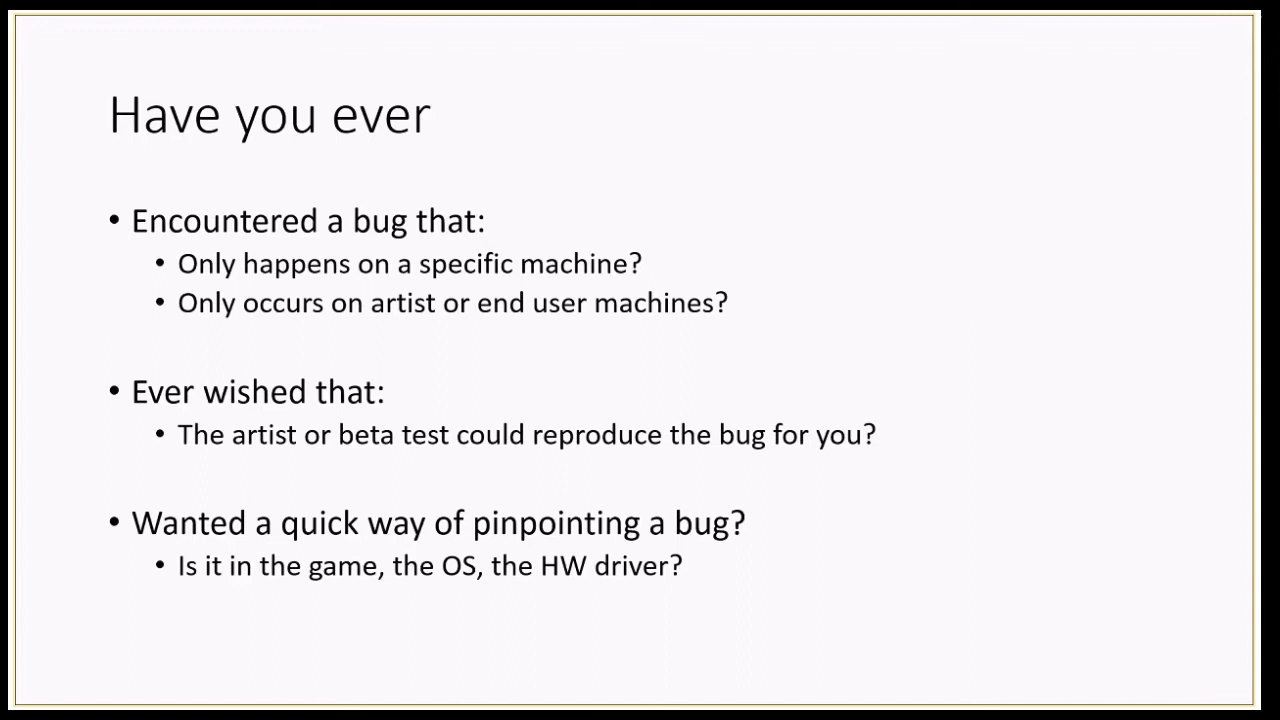 Have you ever
• Encountered a bug that:
• Only happens on a specific machine?
• Only occurs on artist or end user machines?
• Ever wished that:
• The artist or beta test could reproduce the bug for you?
• Wanted a quick way of pinpointing a bug?
• Is it in the game, the OS, the HW driver?